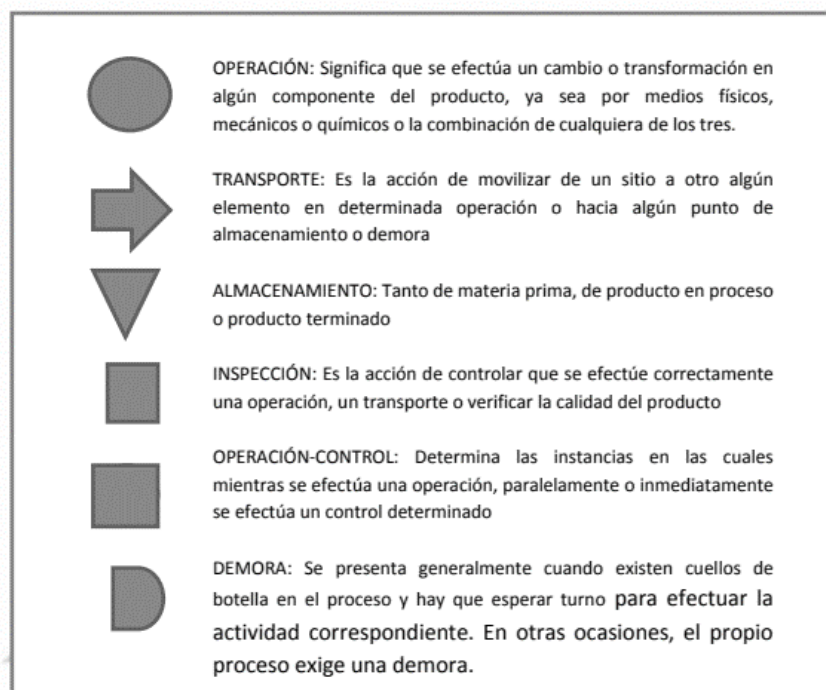 OPERACIÓN: Significa que se efectúa un cambio o transformación en
algún componente del producto, ya sea por medios físicos,
mecánicos o químicos o la combinación de cualquiera de los tres.
TRANSPORTE: Es la acción de movilizar de un sitio a otro algún
elemento en determinada operación o hacia algún punto de
almacenamiento o demora
ALMACENAMIENTO: Tanto de materia prima, de producto en proceso
o producto terminado
INSPECCIÓN: Es la acción de controlar que se efectúe correctamente
una operación, un transporte o verificar la calidad del producto
OPERACIÓN-CONTROL: Determina las instancias en las cuales
mientras se efectúa una operación, paralelamente o inmediatamente
se efectúa un control determinado
DEMORA: Se presenta generalmente cuando existen cuellos de
botella en el proceso y hay que esperar turno para efectuar la
actividad correspondiente. En otras ocasiones, el propio
proceso exige una demora.